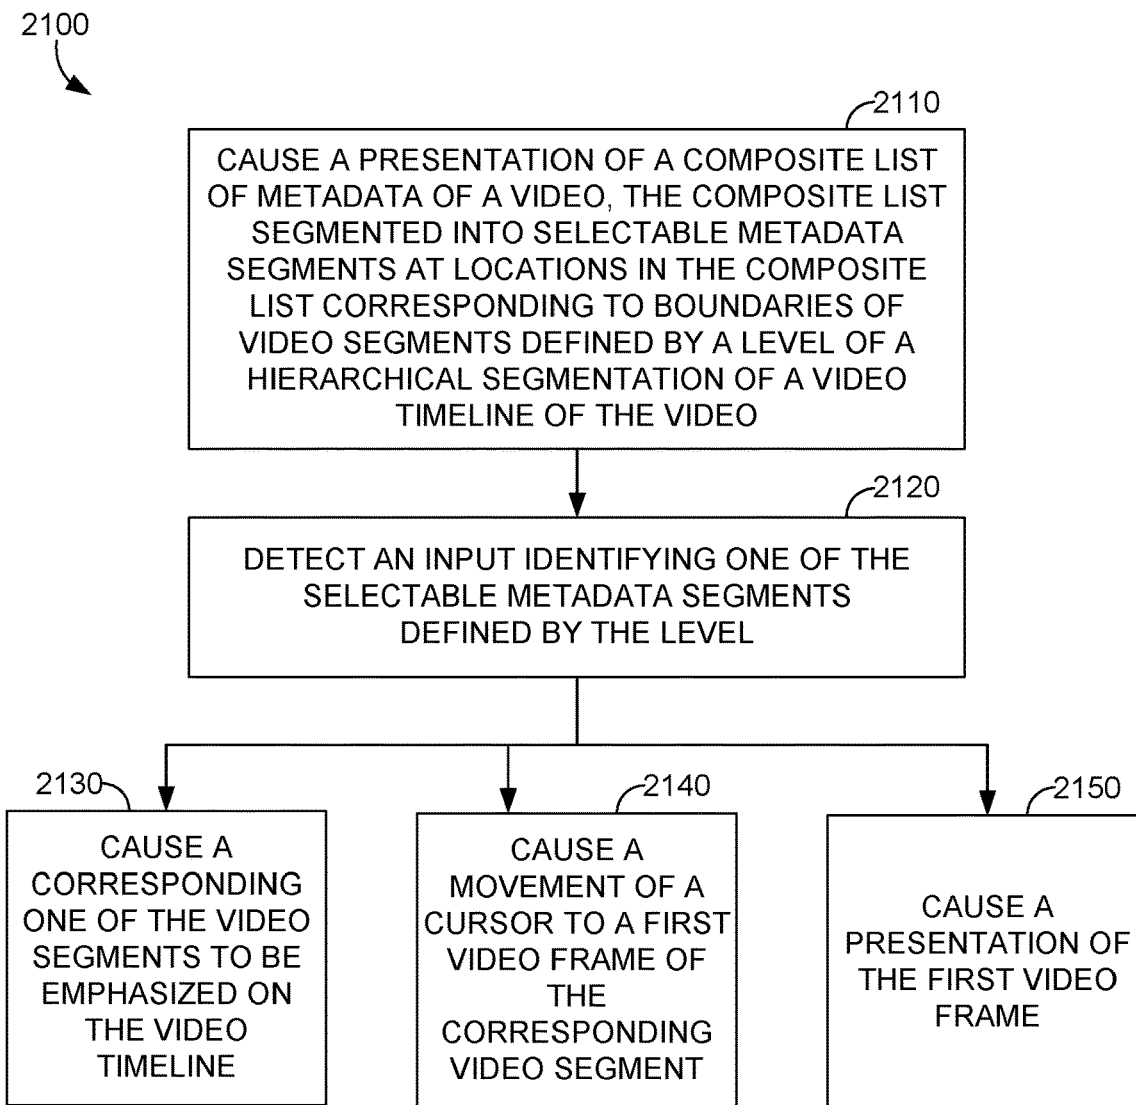 2100
2110
CAUSE A PRESENTATION OF A COMPOSITE LIST
OF METADATA OF A VIDEO, THE COMPOSITE LIST
SEGMENTED INTO SELECTABLE METADATA
SEGMENTS AT LOCATIONS IN THE COMPOSITE
LIST CORRESPONDING TO BOUNDARIES OF
VIDEO SEGMENTS DEFINED BY A LEVEL OF A
HIERARCHICAL SEGMENTATION OF A VIDEO
TIMELINE OF THE VIDEO
2120
DETECT AN INPUT IDENTIFYING ONE OF THE
SELECTABLE METADATA SEGMENTS
DEFINED BY THE LEVEL
2130
CAUSE A
CORRESPONDING
ONE OF THE VIDEO
SEGMENTS TO BE
EMPHASIZED ON
THE VIDEO
TIMELINE
2140
CAUSE A
MOVEMENT OF A
CURSOR TO A FIRST
VIDEO FRAME OF
THE
CORRESPONDING
VIDEO SEGMENT
2150
CAUSE A
PRESENTATION OF
THE FIRST VIDEO
FRAME